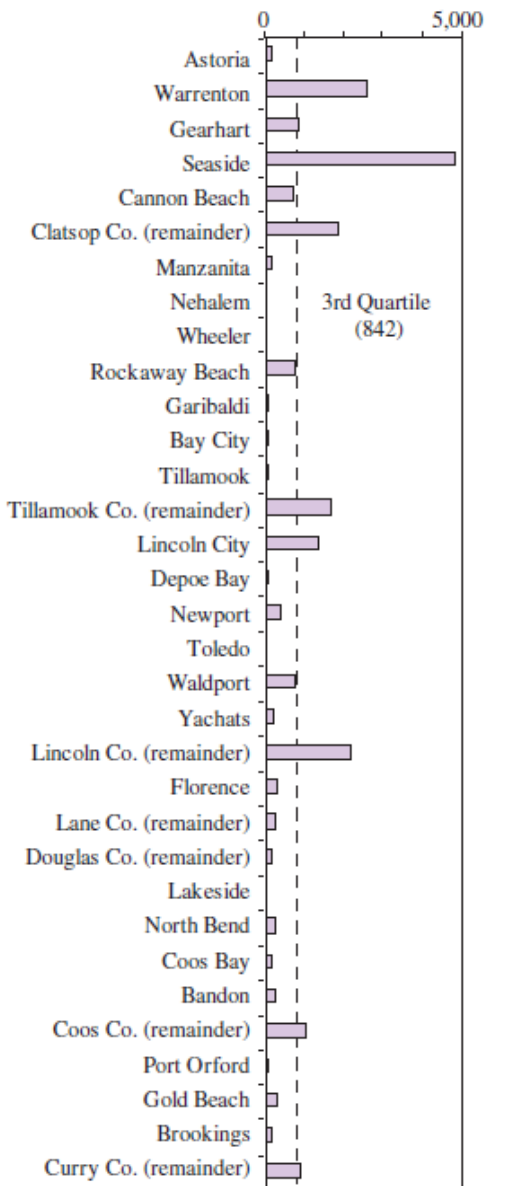 0 5,000
Astoria
Warrenton
Gearhart
Seaside
Cannon Beach
Clatsop Co. (remainder)
Manzanita
Nehalem
3rd Quartile
(842)
Wheeler
Rockaway Beach
Garibaldi
Bay City
Tillamook
Tillamook Co. (remainder)
Lincoln City
Depoe Bay
Newport
Toledo
Waldport
Yachats
Lincoln Co. (remainder)
Florence
Lane Co. (remainder)
Douglas Co. (remainder)
Lakeside
North Bend
Coos Bay
Bandon
Coos Co. (remainder)
Port Orford
Gold Beach
Brookings
Curry Co. (remainder)